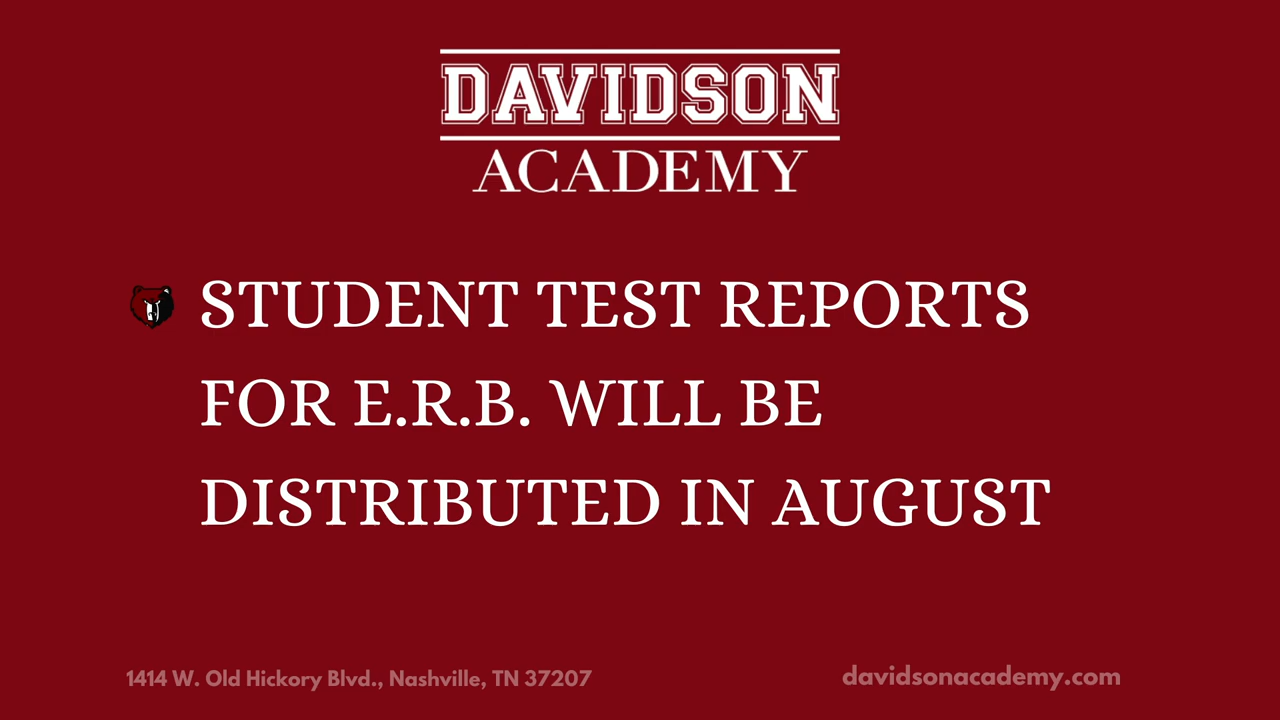 DAVIDSON
ACADEMY
STUDENT TEST REPORTS
FOR E.R.B. WILL BE
DISTRIBUTED IN AUGUST
1414 W. Old Hickory Blvd., Nashville, TN 37207
davidsonacademy.com